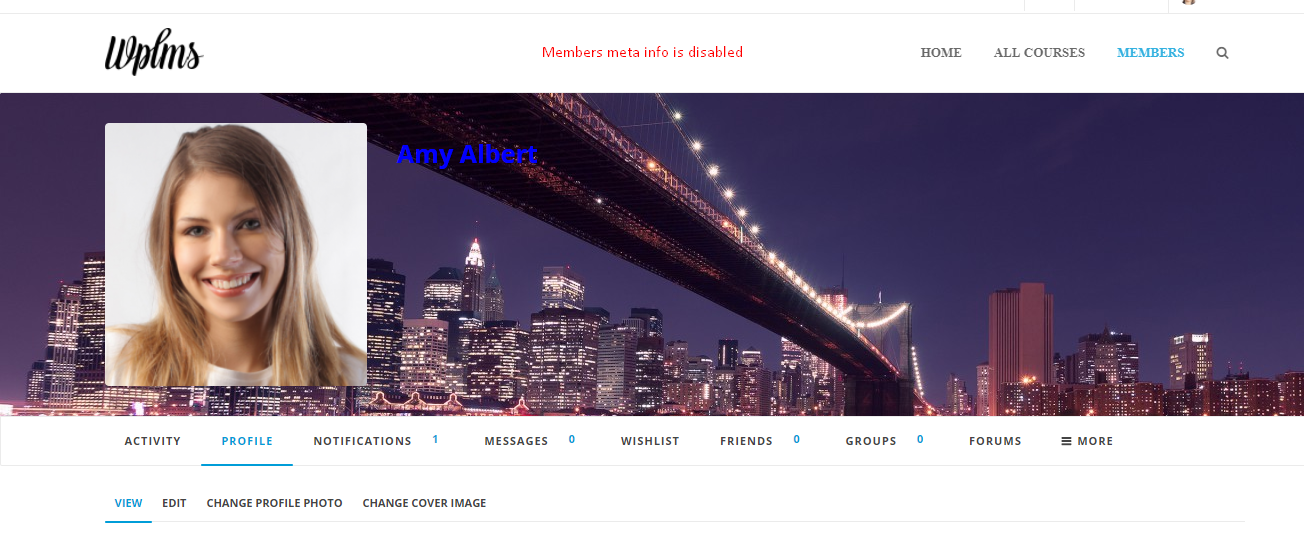 Wplms
Members meta info is disabled
HOME ALL COURSES MEMBERS
Amy Albert
ACTIVITY PROFILE NOTIFICATIONS 1 MESSAGES 0 WISHLIST FRIENDS 0 GROUPS 0 FORUMS MORE
VIEW EDIT CHANGE PROFILE PHOTO CHANGE COVER IMAGE